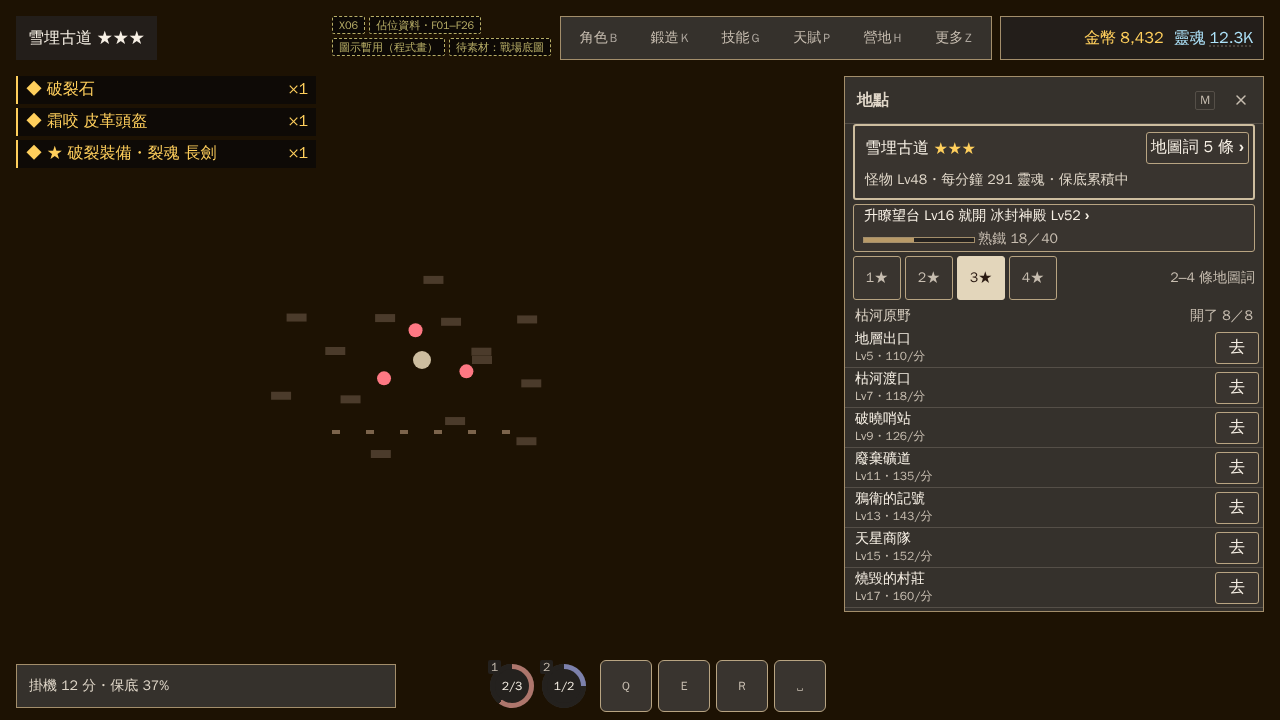 雪埋古道 ★★★
X06 佔位資料・F01—F26
圖示暫用（程式畫） 待素材：戰場底圖
角色B 鍛造K 技能G 天賦P 營地H 更多Z
金幣 8,432 靈魂 12.3K
◆ 破裂石 ×1
◆ 霜咬 皮革頭盔 ×1
◆ ★ 破裂裝備・裂魂 長劍 ×1
地點 M ×
雪埋古道 ★★★ 地圖詞 5 條 ›
怪物 Lv48・每分鐘 291 靈魂・保底累積中
升瞭望台 Lv16 就開 冰封神殿 Lv52 ›
熟鐵 18／40
1★ 2★ 3★ 4★ 2—4 條地圖詞
枯河原野 開了 8／8
地層出口 去
Lv5・110/分
枯河渡口 去
Lv7・118/分
破曉哨站 去
Lv9・126/分
廢棄礦道 去
Lv11・135/分
鴉衛的記號 去
Lv13・143/分
天星商隊 去
Lv15・152/分
燒毀的村莊 去
Lv17・160/分
掛機 12 分・保底 37%
1 2/3 2 1/2 Q E R ⎵